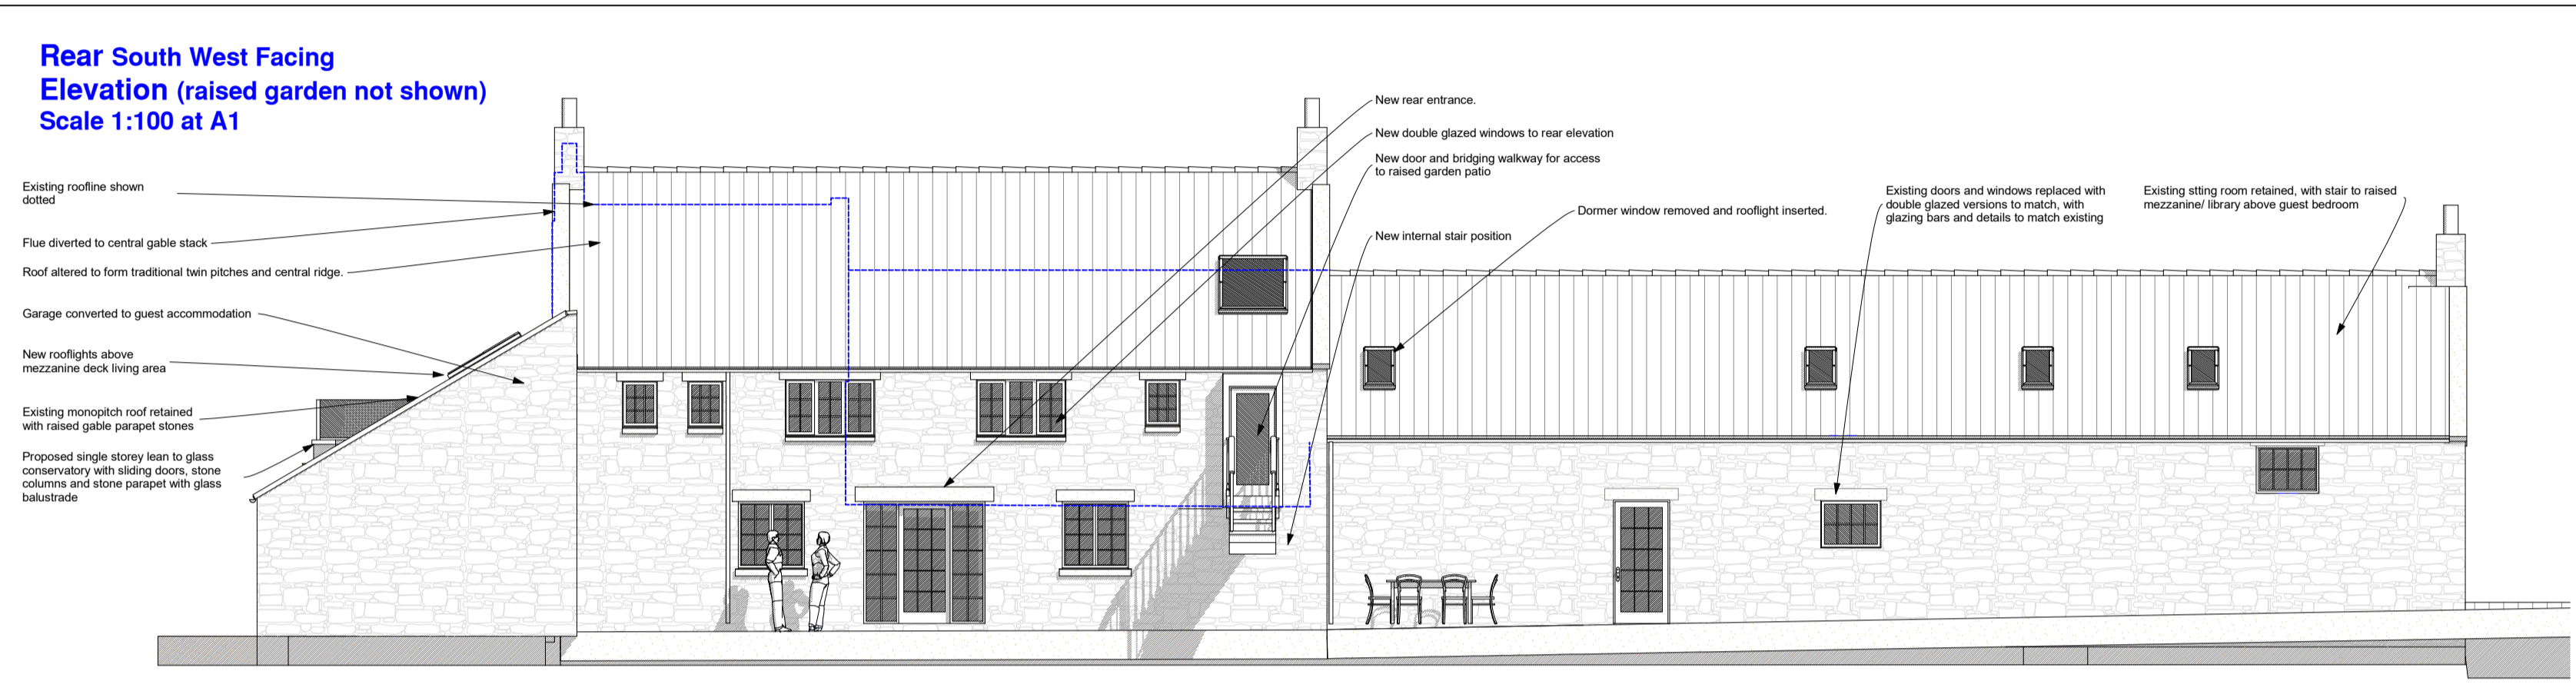 Rear South West Facing
Elevation (raised garden not shown)
Scale 1:100 at A1
Existing roofline shown
dotted
Flue diverted to central gable stack
Roof altered to form traditional twin pitches and central ridge.
Garage converted to guest accommodation
New rooflights above
mezzanine deck living area
Existing monopitch roof retained
with raised gable parapet stones
Proposed single storey lean to glass
conservatory with sliding doors, stone
columns and stone parapet with glass
balustrade
New rear entrance.
New double glazed windows to rear elevation
New door and bridging walkway for access
to raised garden patio
New internal stair position
Dormer window removed and rooflight inserted.
Existing doors and windows replaced with
double glazed versions to match, with
glazing bars and details to match existing
Existing stting room retained, with stair to raised
mezzanine/ library above guest bedroom